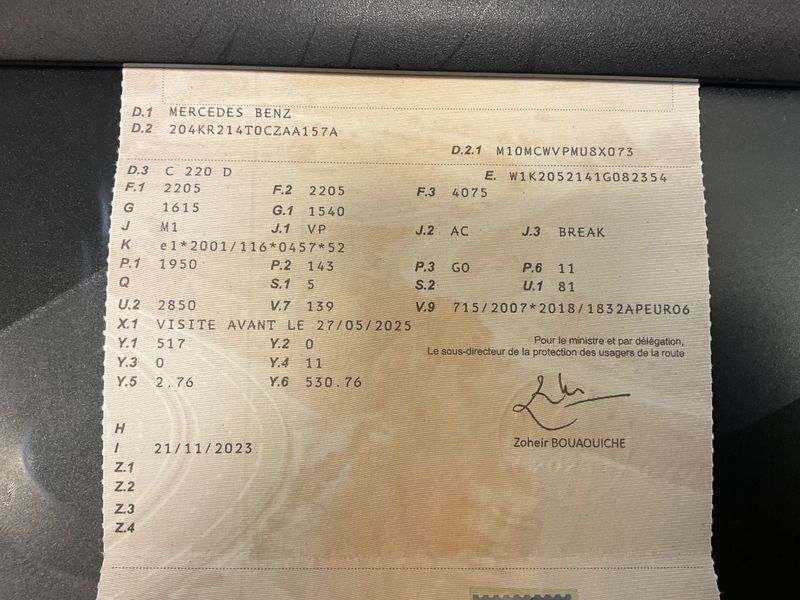 D.1 MERCEDES BENZ
D.2 204KR214T0CZAA157A
D.2.1 M10MCWVPMU8X073
D.3 C 220 D
E. W1K2052141G082354
F.1 2205 F.2 2205 F.3 4075
G 1615 G.1 1540
J M1 J.1 VP J.2 AC J.3 BREAK
K e1*2001/116*0457*52
P.1 1950 P.2 143 P.3 GO P.6 11
Q S.1 5 S.2 U.1 81
U.2 2850 V.7 139 V.9 715/2007*2018/1832APEURO6
X.1 VISITE AVANT LE 27/05/2025
Y.1 517 Y.2 0
Y.3 0 Y.4 11
Y.5 2.76 Y.6 530.76
Pour le ministre et par délégation,
Le sous-directeur de la protection des usagers de la route
Zoheir BOUAOUICHE
H
I 21/11/2023
Z.1
Z.2
Z.3
Z.4